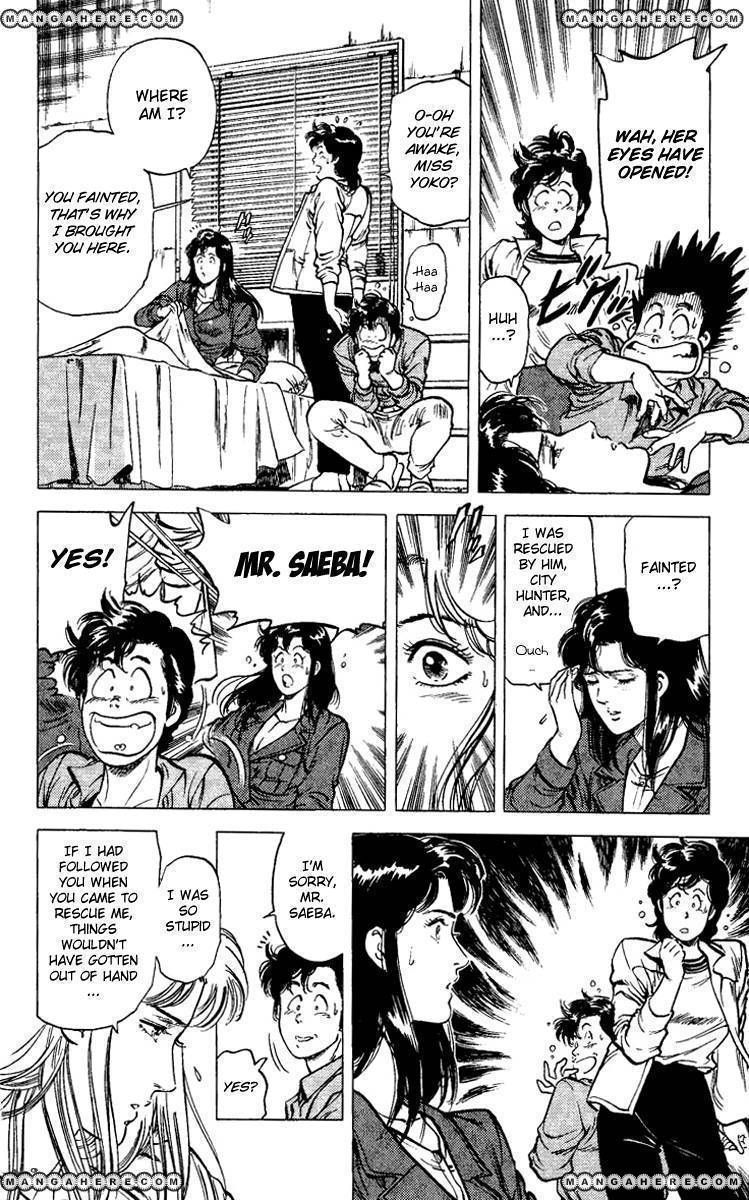 MANGAHERE.COM
MANGAHERE.COM
WAH, HER
EYES HAVE
OPENED!
HUH
...?
ビクッ
O-OH
YOU'RE
AWAKE,
MISS
YOKO?
WHERE
AM I?
YOU FAINTED,
THAT'S WHY
I BROUGHT
YOU HERE.
Haa
Haa
FAINTED
...?
I WAS
RESCUED
BY HIM,
CITY
HUNTER,
AND...
Ouch
..
MR. SAEBA!
YES!
I'M
SORRY,
MR.
SAEBA.
YES?
I WAS
SO
STUPID
...
IF I HAD
FOLLOWED
YOU WHEN
YOU CAME TO
RESCUE ME,
THINGS
WOULDN'T
HAVE GOTTEN
OUT OF HAND
...
MANGAHERE.COM
MANGAHERE.COM